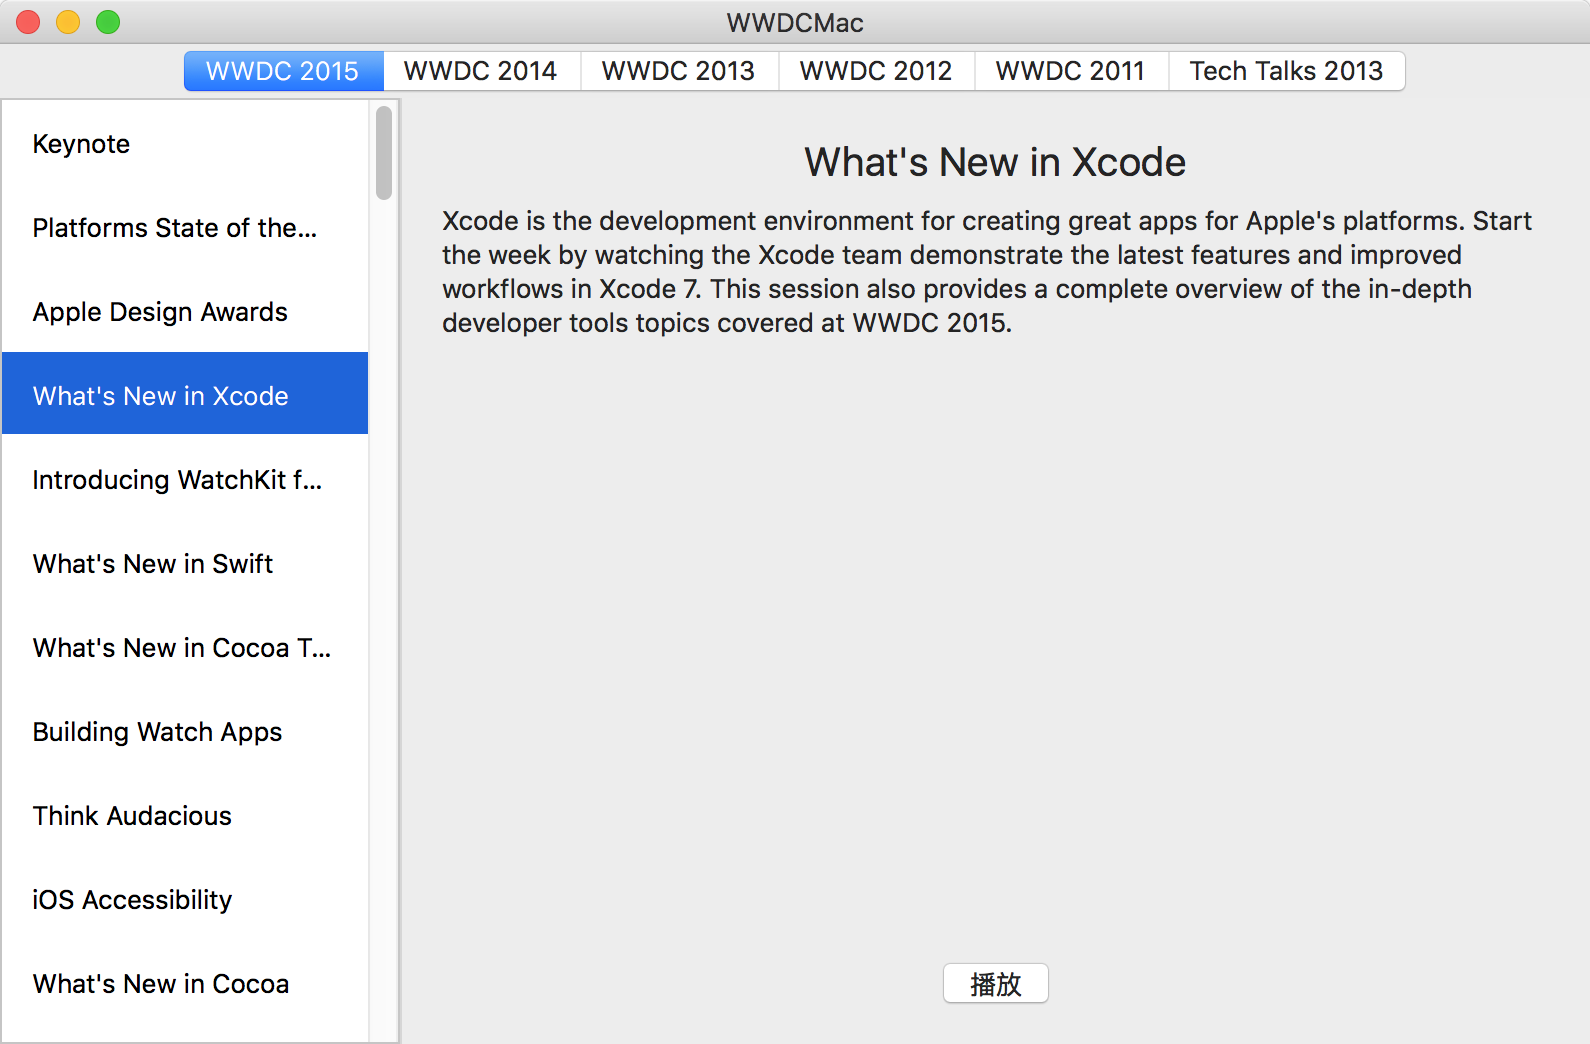 WWDCMac
WWDC 2015 WWDC 2014 WWDC 2013 WWDC 2012 WWDC 2011 Tech Talks 2013
Keynote
Platforms State of the...
Apple Design Awards
What's New in Xcode
Introducing WatchKit f...
What's New in Swift
What's New in Cocoa T...
Building Watch Apps
Think Audacious
iOS Accessibility
What's New in Cocoa
What's New in Xcode
Xcode is the development environment for creating great apps for Apple's platforms. Start
the week by watching the Xcode team demonstrate the latest features and improved
workflows in Xcode 7. This session also provides a complete overview of the in-depth
developer tools topics covered at WWDC 2015.
播放